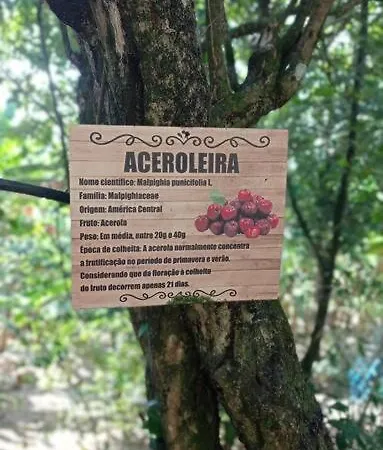 ACEROLEIRA
Nome científico: Malpighia punicifolia L
Família: Malpighiaceae
Origem: América Central
Fruto: Acerola
Peso: Em média, entre 20g o 40g
Epoca de colheita: A acerola normalmente concentra
a frutificação no período de primavera e verão.
Considerando que da floração à colheita
do fruto decorrem apenas 21 dias.